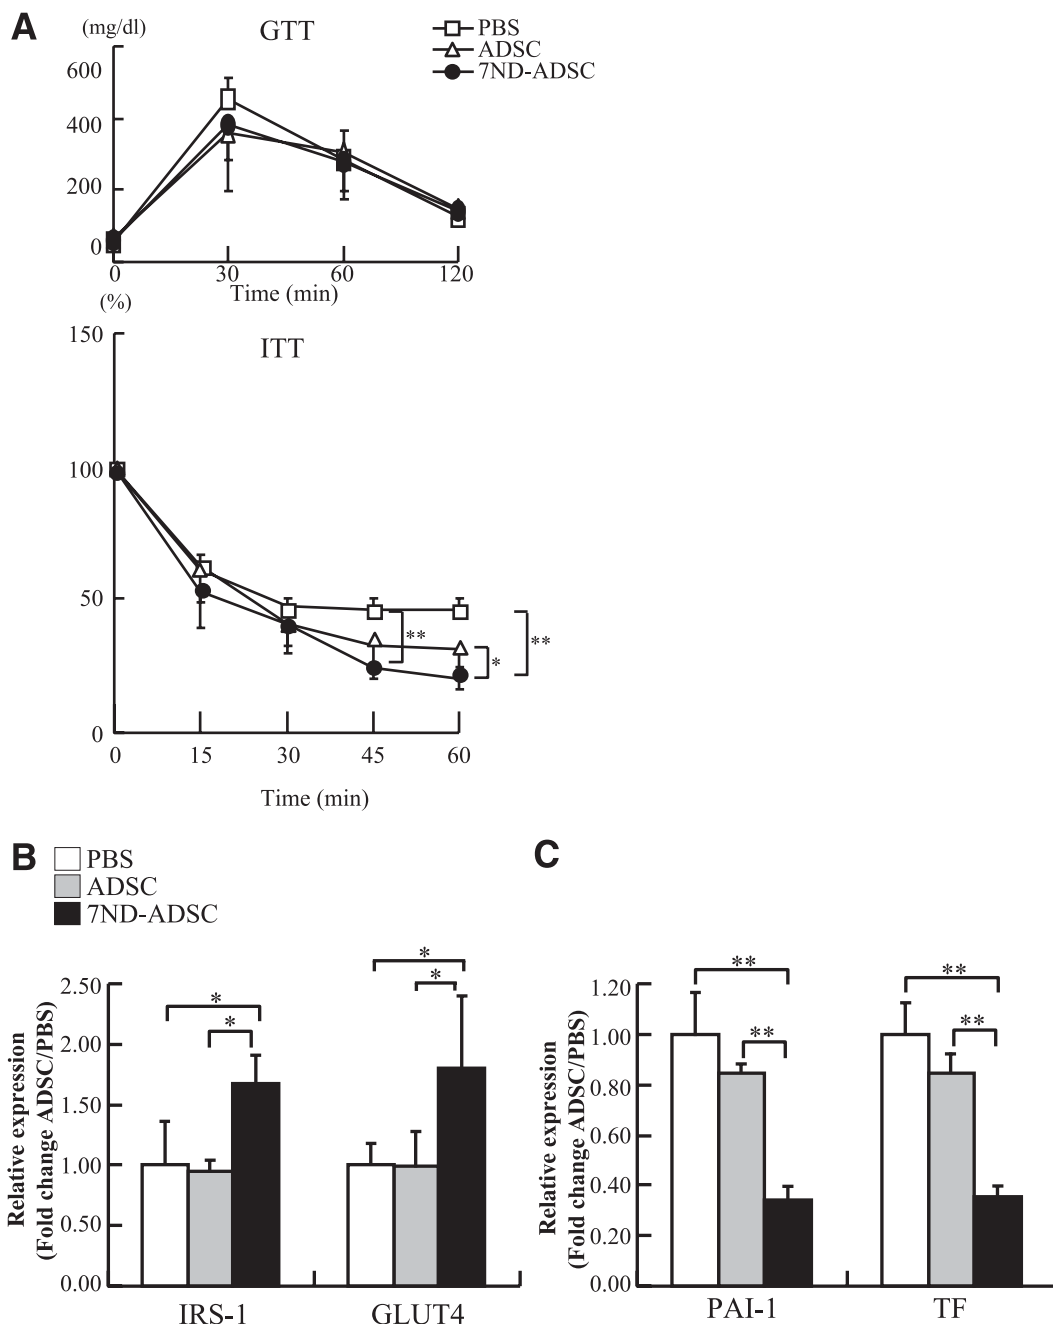 A
(mg/dl)
GTT
PBS
ADSC
7ND-ADSC
600
400
200
0
0 30 60 120
Time (min)
(%)
ITT
150
100
50
0
**
*
**
0 15 30 45 60
Time (min)
B
PBS
ADSC
7ND-ADSC
Relative expression
(Fold change ADSC/PBS)
2.50
2.00
1.50
1.00
0.50
0.00
*
*
*
*
IRS-1 GLUT4
C
Relative expression
(Fold change ADSC/PBS)
1.20
1.00
0.80
0.60
0.40
0.20
0.00
**
**
**
**
PAI-1 TF